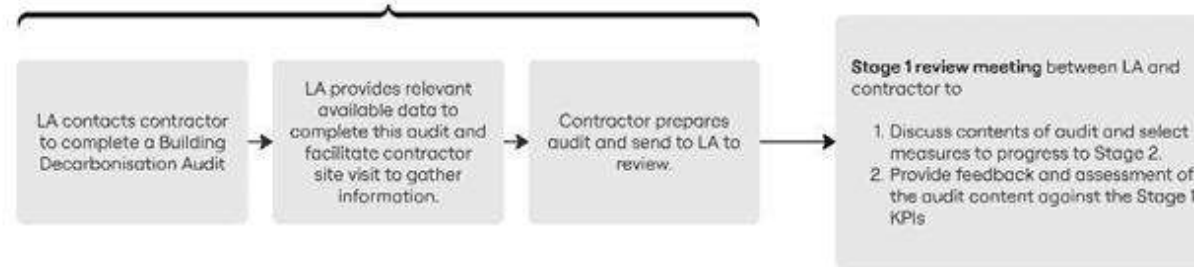 LA contacts contractor
to complete a Building
Decarbonisation Audit
LA provides relevant
available data to
complete this audit and
facilitate contractor
site visit to gather
information.
Contractor prepares
audit and send to LA to
review.
Stage 1 review meeting between LA and
contractor to
1. Discuss contents of audit and select
measures to progress to Stage 2.
2. Provide feedback and assessment of
the audit content against the Stage 1
KPIs